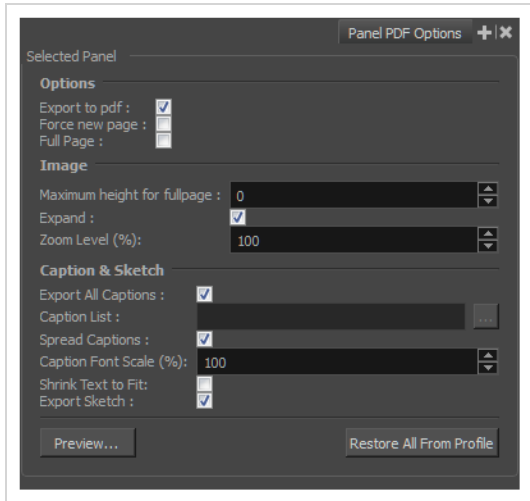 Panel PDF Options
Selected Panel
Options
Export to pdf :
Force new page :
Full Page :
Image
Maximum height for fullpage : 0
Expand :
Zoom Level (%): 100
Caption & Sketch
Export All Captions :
Caption List : ...
Spread Captions :
Caption Font Scale (%): 100
Shrink Text to Fit:
Export Sketch :
Preview... Restore All From Profile